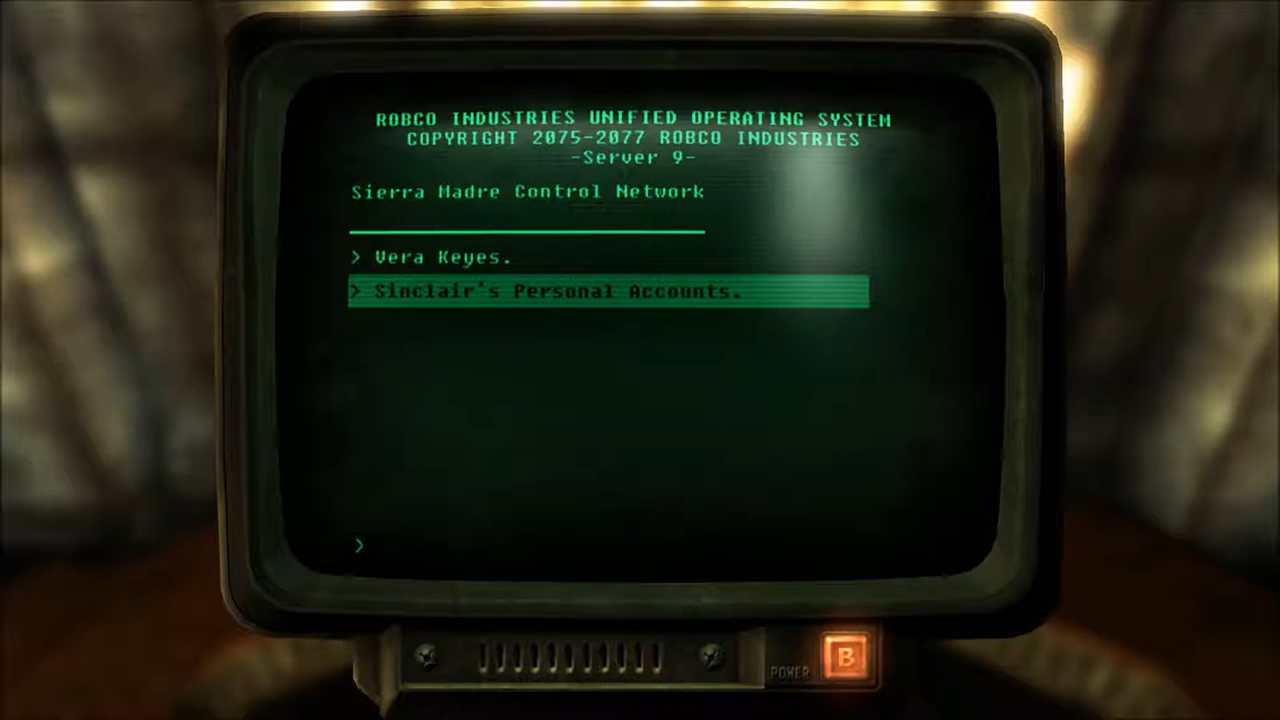 ROBCO INDUSTRIES UNIFIED OPERATING SYSTEM
COPYRIGHT 2075-2077 ROBCO INDUSTRIES
-Server 9-
Sierra Madre Control Network
> Vera Keyes.
> Sinclair's Personal Accounts.
>
POWER
B